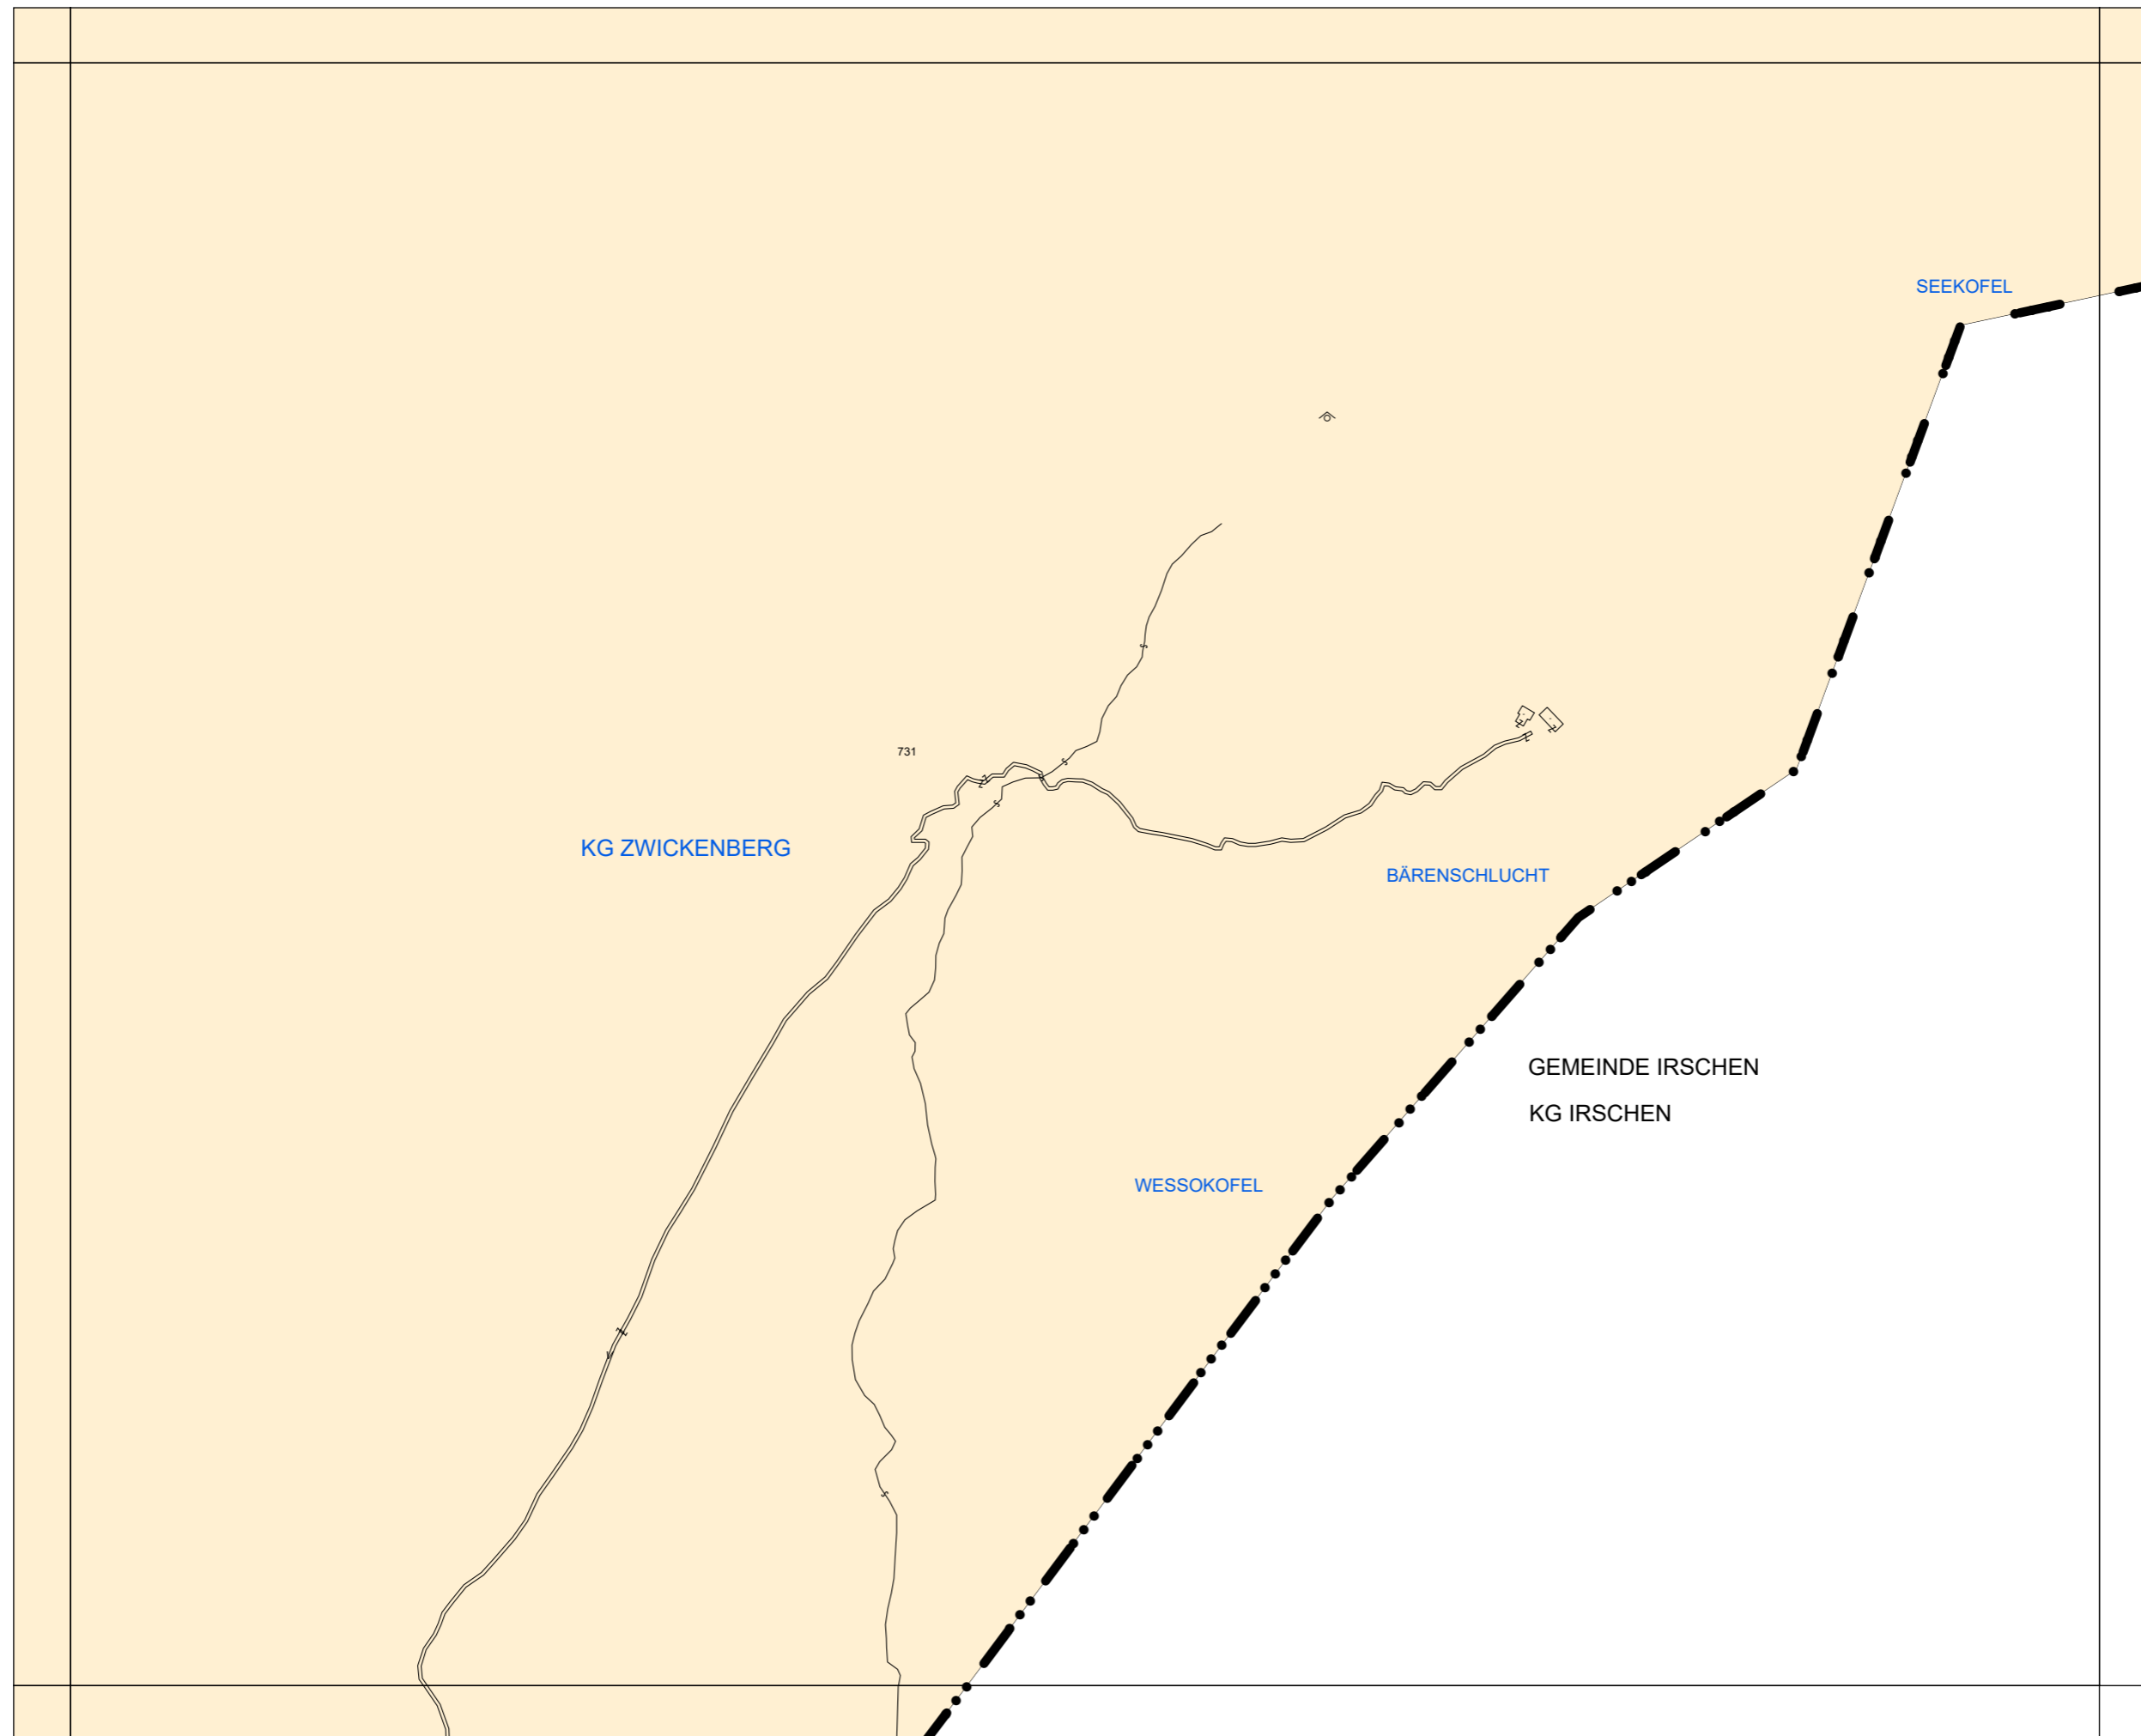 SEEKOFEL
731
KG ZWICKENBERG
BÄRENSCHLUCHT
GEMEINDE IRSCHEN
KG IRSCHEN
WESSOKOFEL